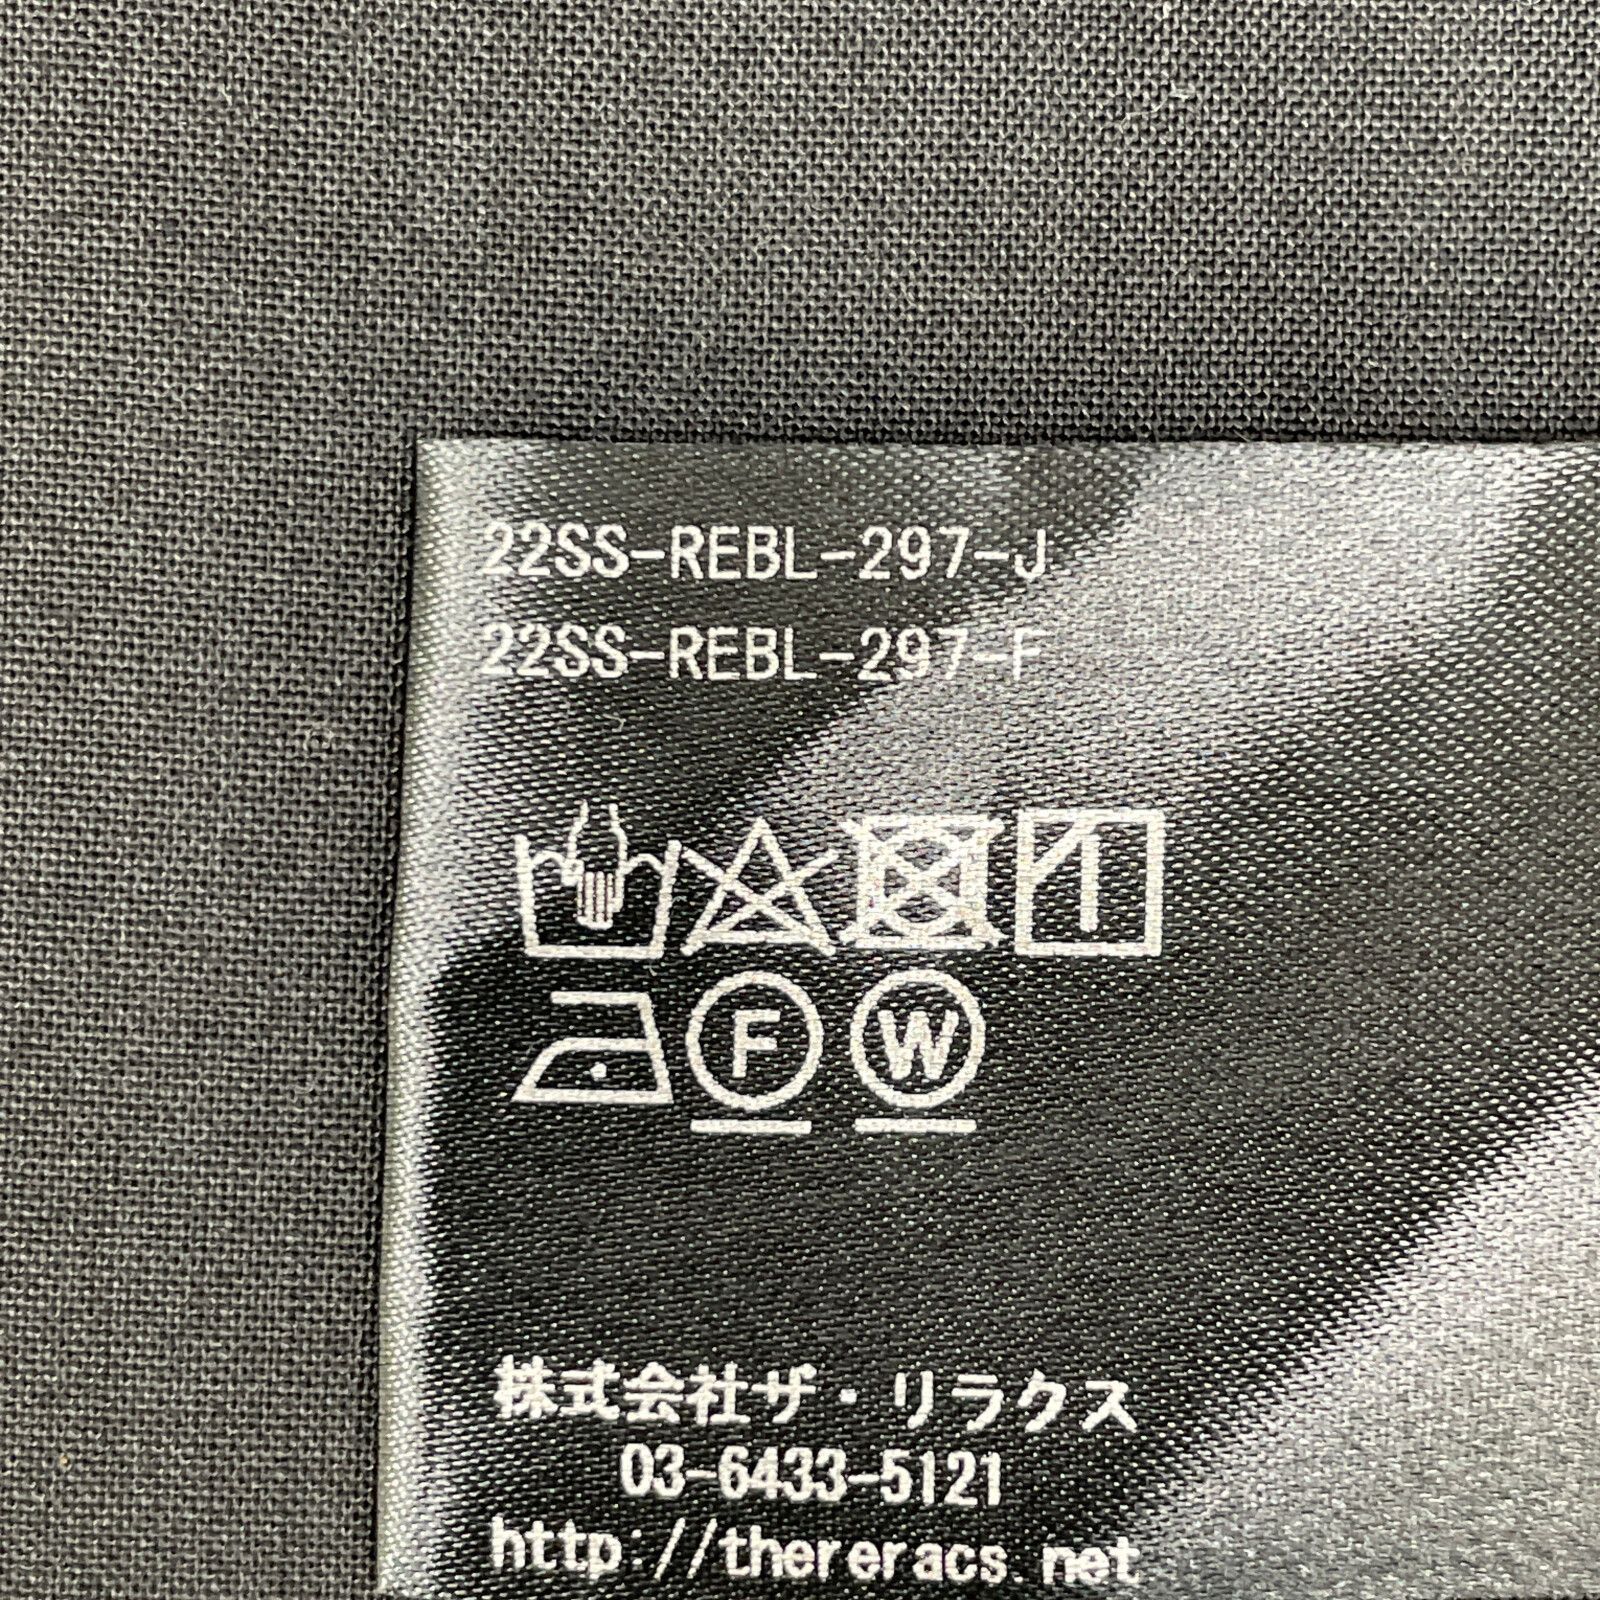 22SS-REBL-297-J
22SS-REBL-297-F
F W
株式会社ザ・リラクス
03-6433-5121
http://thereracs.net